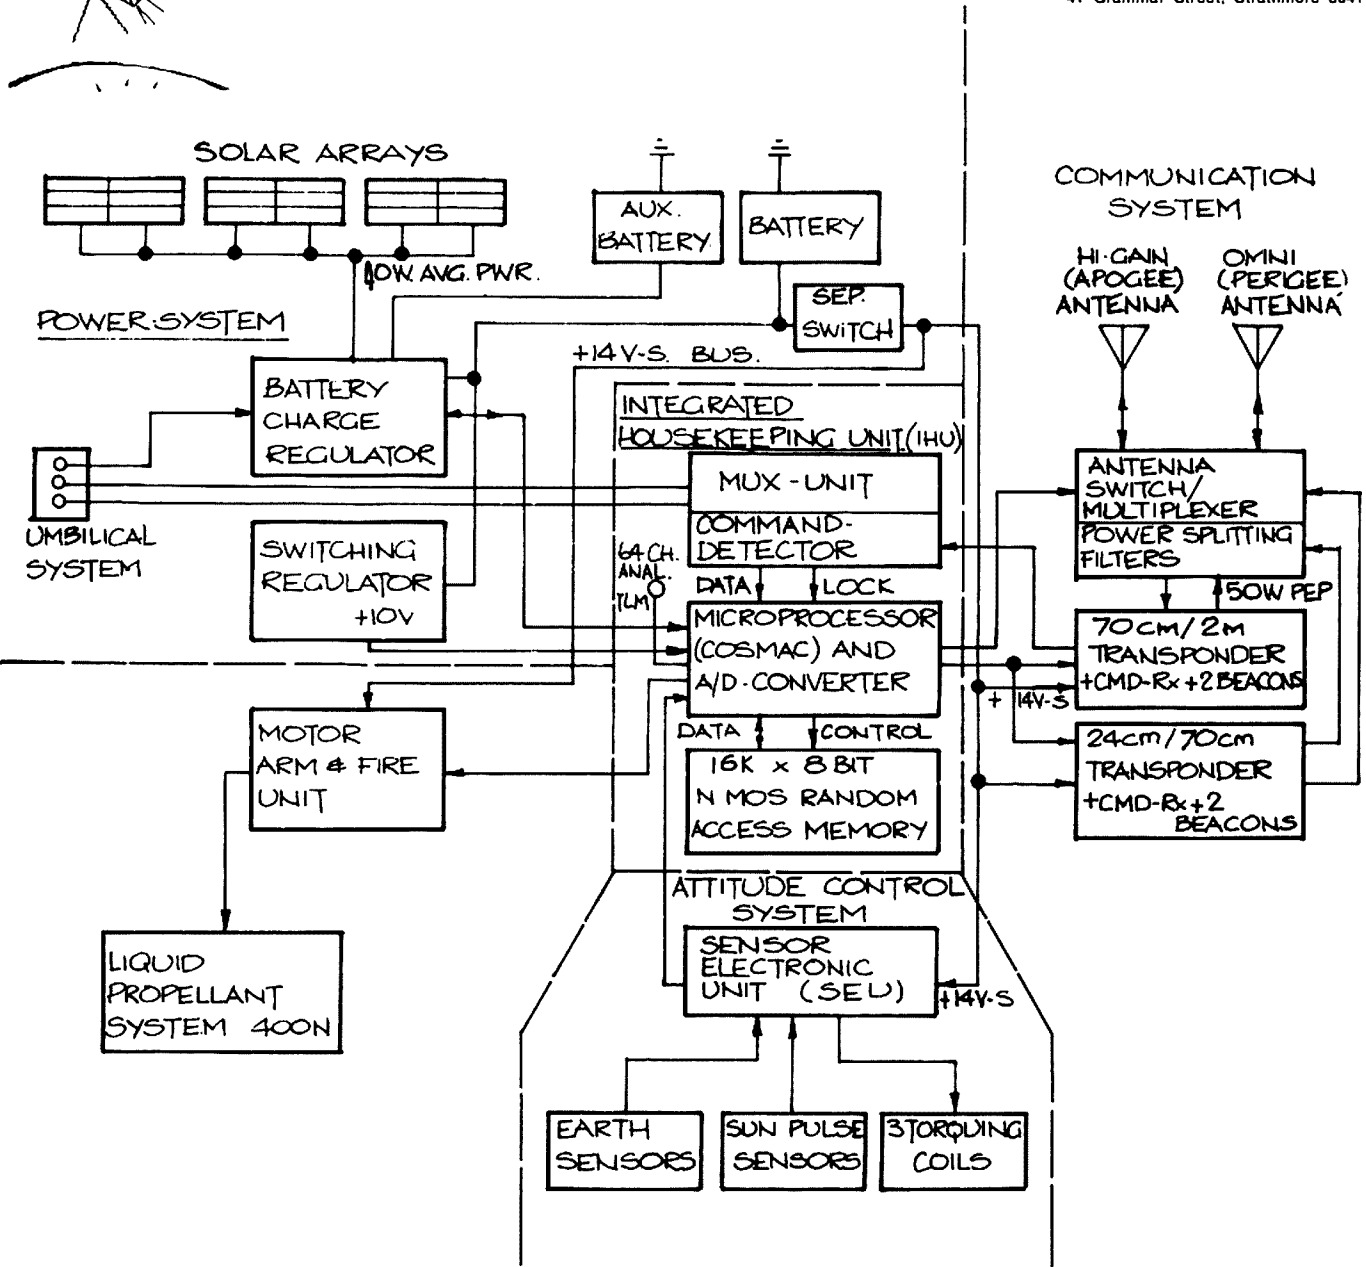 SOLAR ARRAYS
AUX.
BATTERY
BATTERY
COMMUNICATION
SYSTEM
HI-GAIN
(APOGEE)
ANTENNA
OMNI
(PERIGEE)
ANTENNA
AVG. PWR.
POWER SYSTEM
SEP.
SWITCH
+14V-S. BUS.
BATTERY
CHARGE
REGULATOR
INTEGRATED
HOUSEKEEPING UNIT.(IHU)
MUX-UNIT
COMMAND-
DETECTOR
ANTENNA
SWITCH/
MULTIPLEXER
POWER SPLITTING
FILTERS
UMBILICAL
SYSTEM
SWITCHING
REGULATOR
+10V
64 CH.
ANAL.
TLM
DATA
LOCK
50W PEP
MICROPROCESSOR
(COSMAC) AND
A/D-CONVERTER
70cm/2m
TRANSPONDER
+CMD-Rx+2 BEACONS
+ 14V-S
MOTOR
ARM & FIRE
UNIT
DATA
CONTROL
16K x 8 BIT
N MOS RANDOM
ACCESS MEMORY
24cm/70cm
TRANSPONDER
+CMD-Rx+2
BEACONS
ATTITUDE CONTROL
SYSTEM
SENSOR
ELECTRONIC
UNIT (SEU)
+14V-S
LIQUID
PROPELLANT
SYSTEM 400N
EARTH
SENSORS
SUN PULSE
SENSORS
3 TORQUING
COILS